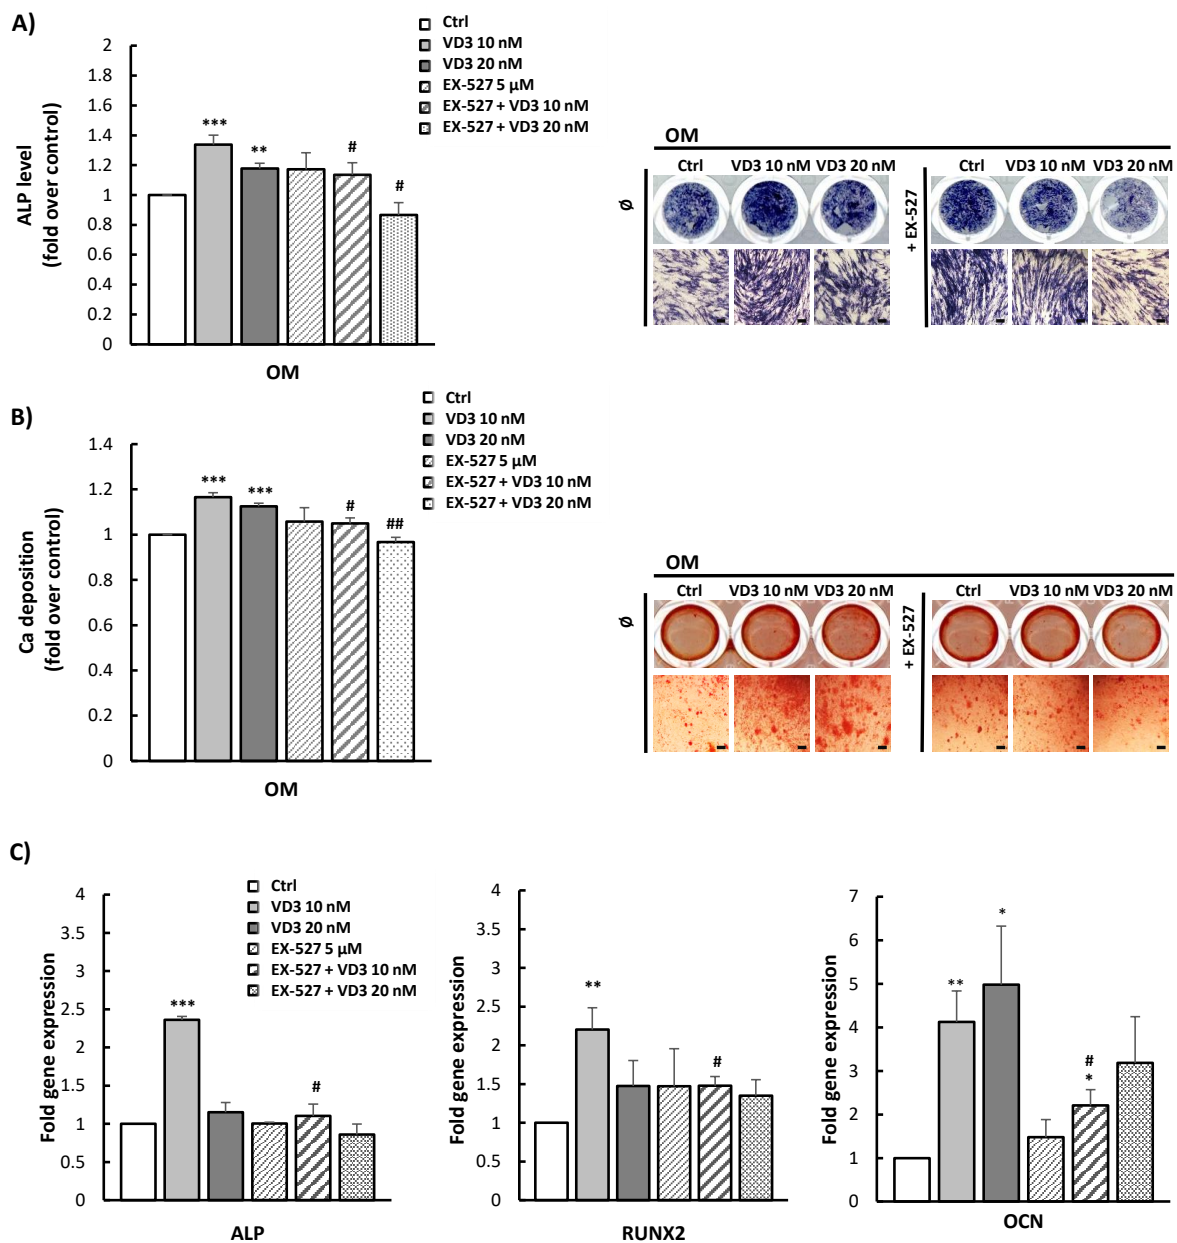 A)
2
1.8
1.6
1.4
1.2
1
0.8
0.6
0.4
0.2
0
ALP level
(fold over control)
***
**
#
#
OM
Ctrl
VD3 10 nM
VD3 20 nM
EX-527 5 µM
EX-527 + VD3 10 nM
EX-527 + VD3 20 nM
OM
Ctrl VD3 10 nM VD3 20 nM
Ctrl VD3 10 nM VD3 20 nM
Ø
+ EX-527
B)
1.4
1.2
1
0.8
0.6
0.4
0.2
0
Ca deposition
(fold over control)
***
***
#
##
OM
Ctrl
VD3 10 nM
VD3 20 nM
EX-527 5 µM
EX-527 + VD3 10 nM
EX-527 + VD3 20 nM
OM
Ctrl VD3 10 nM VD3 20 nM
Ctrl VD3 10 nM VD3 20 nM
Ø
+ EX-527
C)
4
3.5
3
2.5
2
1.5
1
0.5
0
Fold gene expression
***
#
ALP
Ctrl
VD3 10 nM
VD3 20 nM
EX-527 5 µM
EX-527 + VD3 10 nM
EX-527 + VD3 20 nM
4
3.5
3
2.5
2
1.5
1
0.5
0
Fold gene expression
**
#
RUNX2
7
6
5
4
3
2
1
0
Fold gene expression
**
*
#
*
OCN